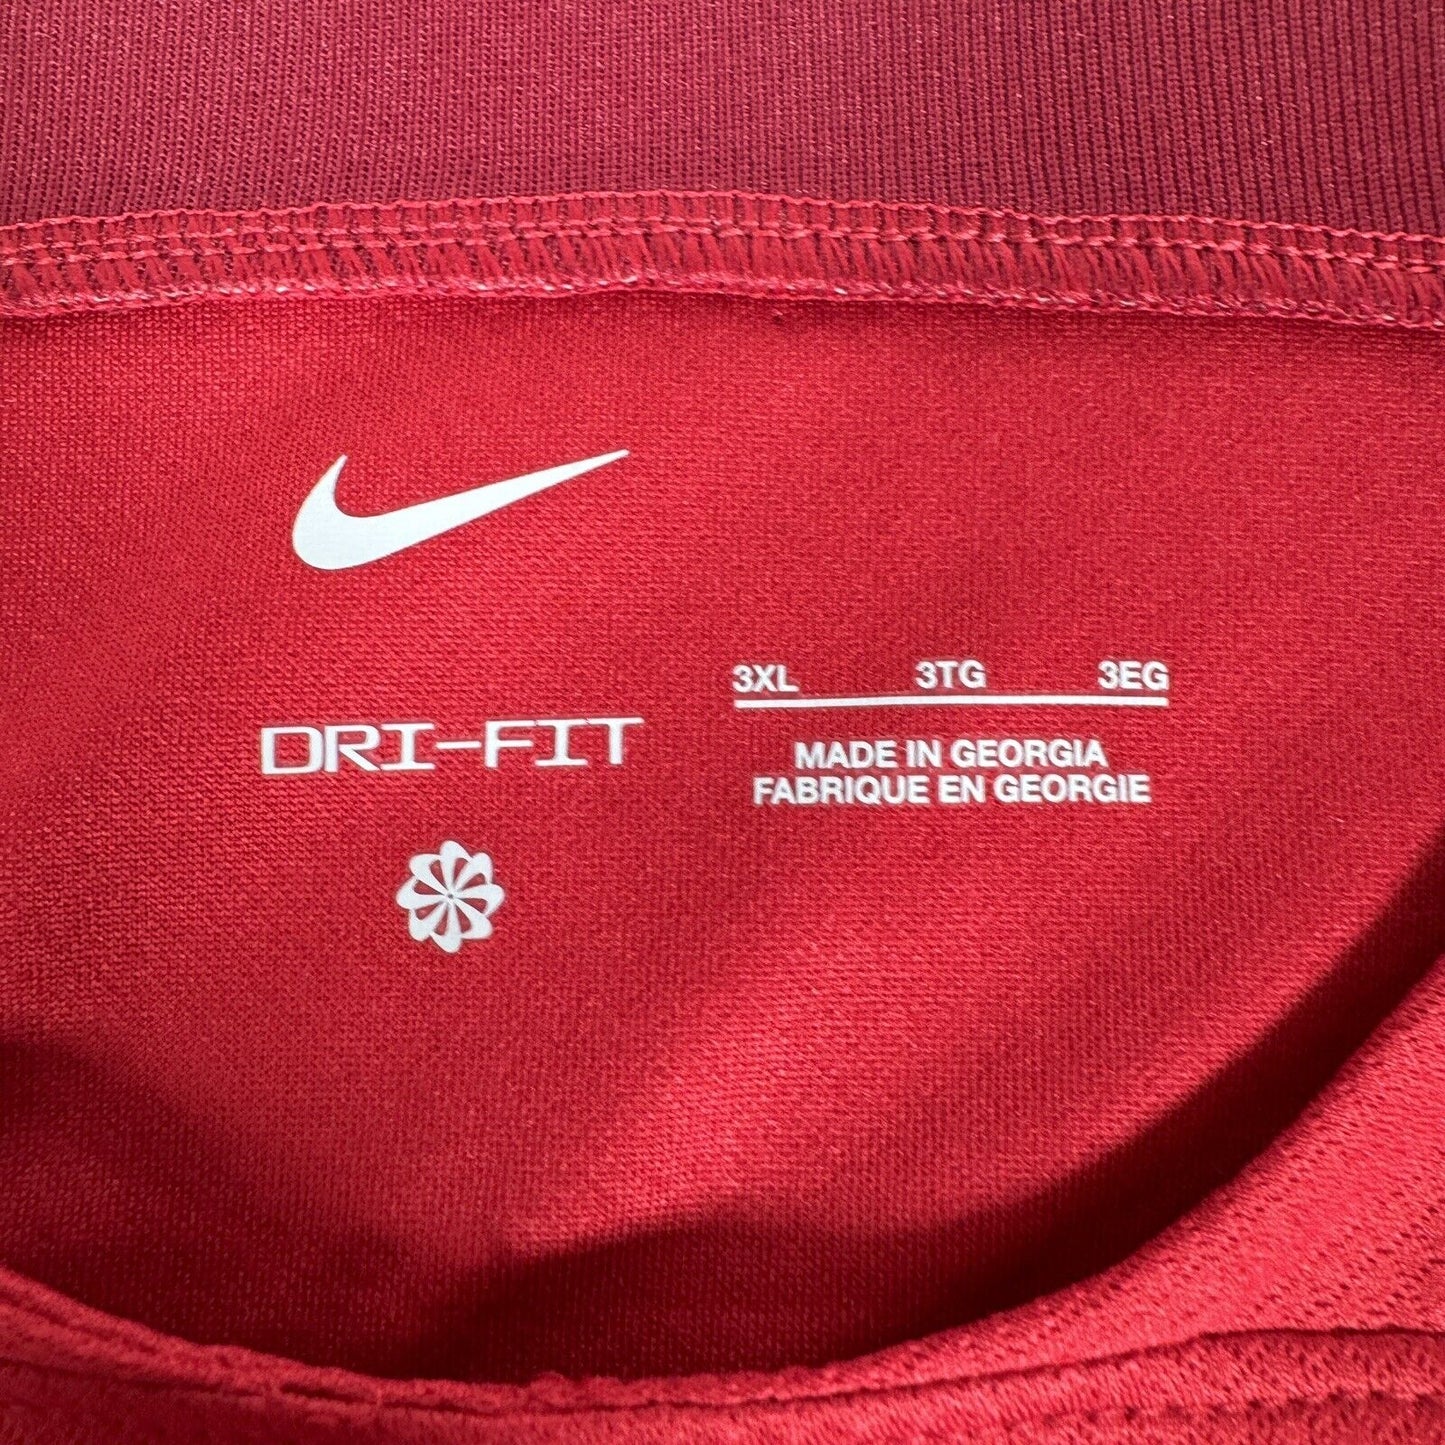 DRI-FIT
3XL 3TG 3EG
MADE IN GEORGIA
FABRIQUE EN GEORGIE